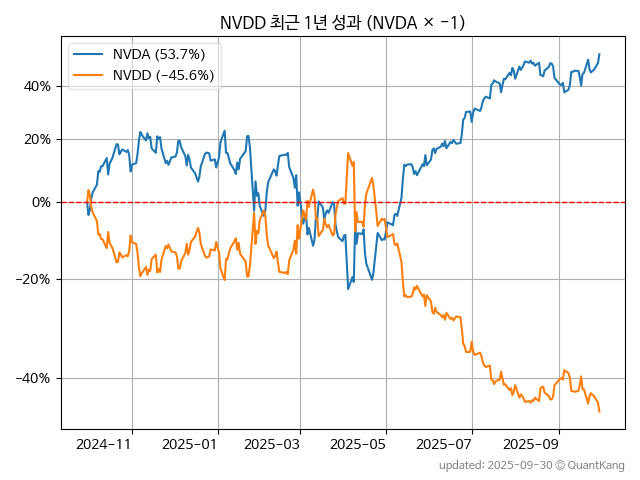 NVDD 최근 1년 성과 (NVDA × −1)
NVDA (53.7%)
NVDD (−45.6%)
40%
20%
0%
−20%
−40%
2024−11
2025−01
2025−03
2025−05
2025−07
2025−09
updated: 2025-09-30 © QuantKang